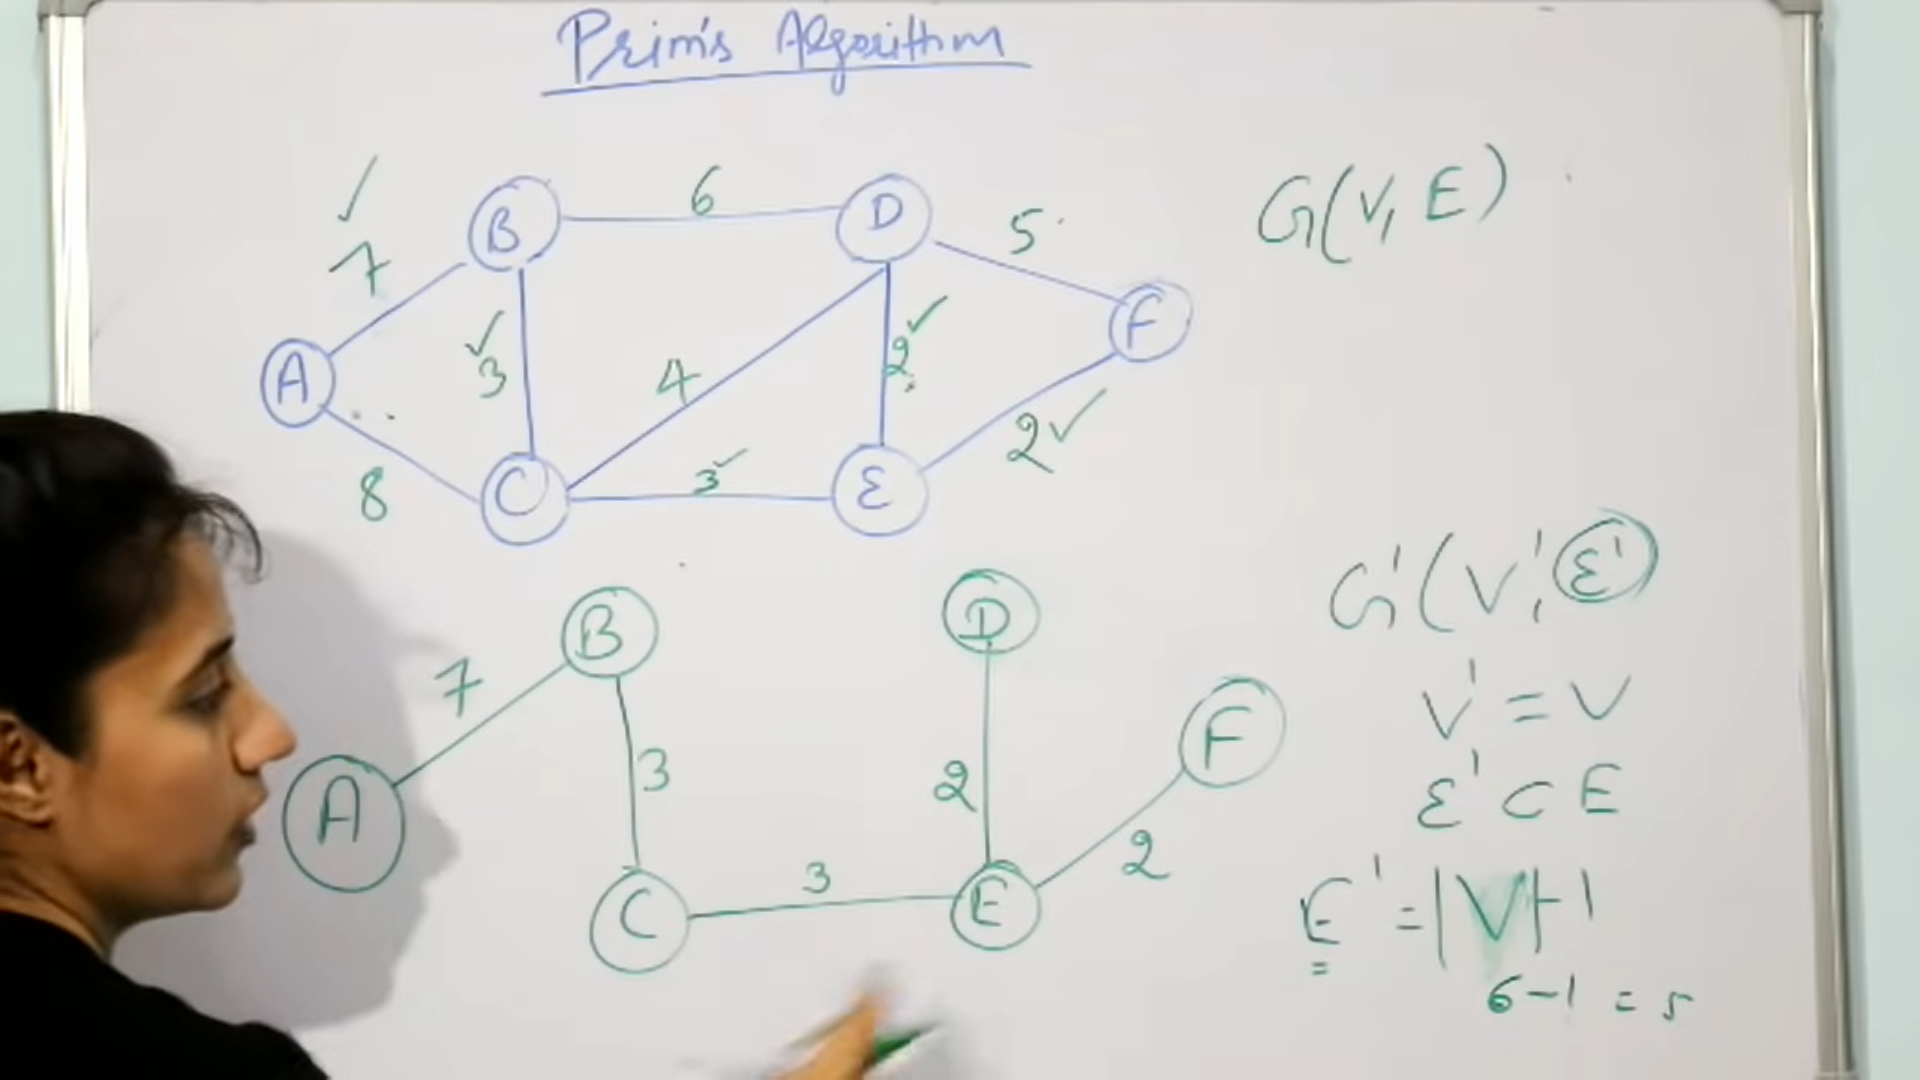 Prim's Algorithm
✓
7
B
6
D
5
G(V, E)
A
✓
3
4
2 ✓
F
8
C
3 ✓
E
2 ✓
G'(V', E')
B
D
7
F
V' = V
A
3
2
E' ⊂ E
C
3
E
2
E' = |V|-1
6-1 = 5